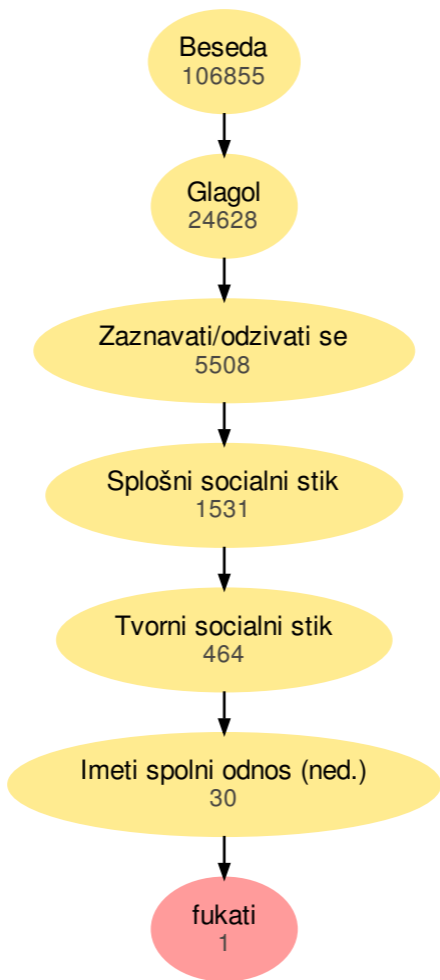 Beseda
106855
Glagol
24628
Zaznavati/odzivati se
5508
Splošni socialni stik
1531
Tvorni socialni stik
464
Imeti spolni odnos (ned.)
30
fukati
1